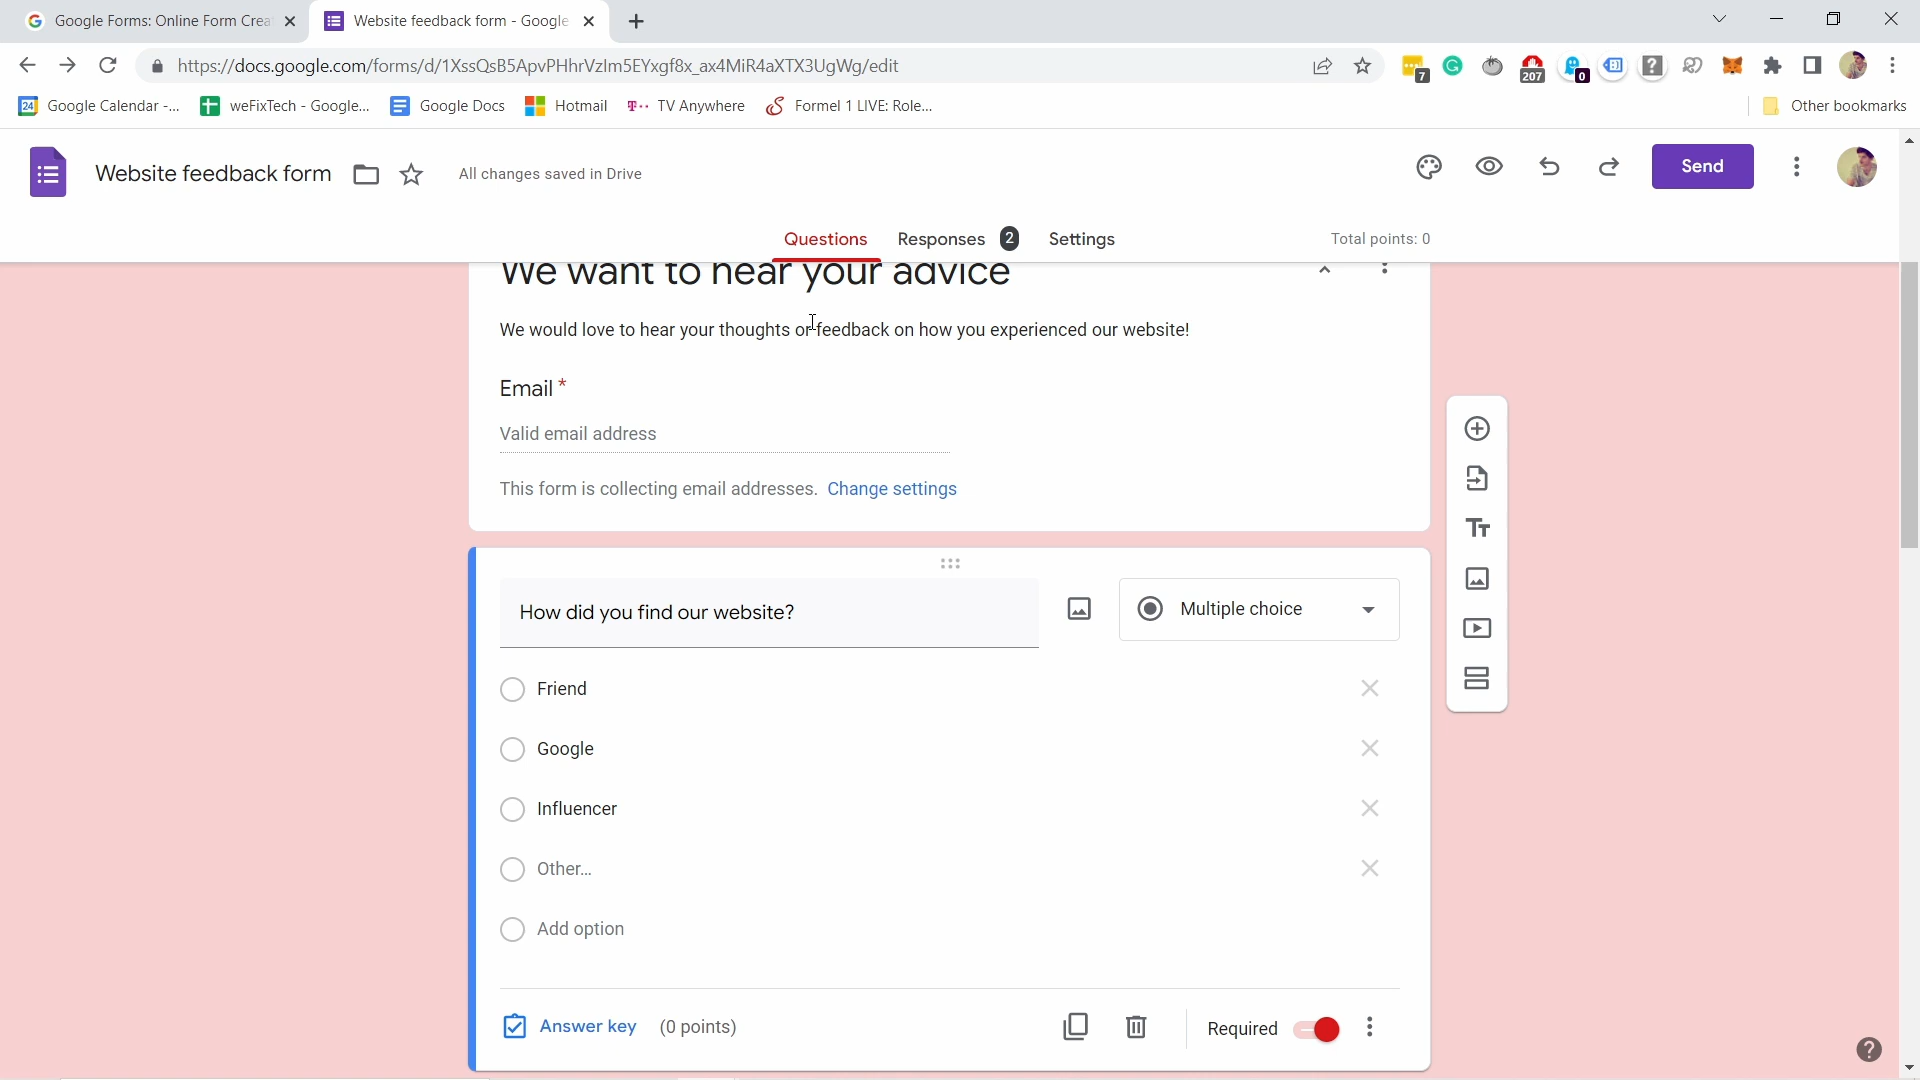 Google Forms: Online Form Crea
Website feedback form - Google
https://docs.google.com/forms/d/1XssQsB5ApvPHhrVzlm5EYxgf8x_ax4MiR4aXTX3UgWg/edit
7
207
0
24
Google Calendar -...
weFixTech - Google...
Google Docs
Hotmail
TV Anywhere
Formel 1 LIVE: Role...
Other bookmarks
Website feedback form
All changes saved in Drive
Send
Questions
Responses 2
Settings
Total points: 0
We want to hear your advice
We would love to hear your thoughts or feedback on how you experienced our website!
Email *
Valid email address
This form is collecting email addresses. Change settings
How did you find our website?
Multiple choice
Friend
Google
Influencer
Other...
Add option
Answer key (0 points)
Required